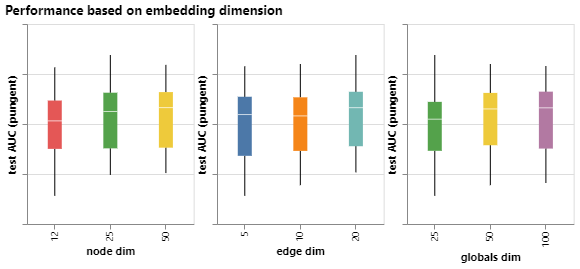 Performance based on embedding dimension
test AUC (pungent)
12
25
50
node dim
test AUC (pungent)
5
10
20
edge dim
test AUC (pungent)
25
50
100
globals dim